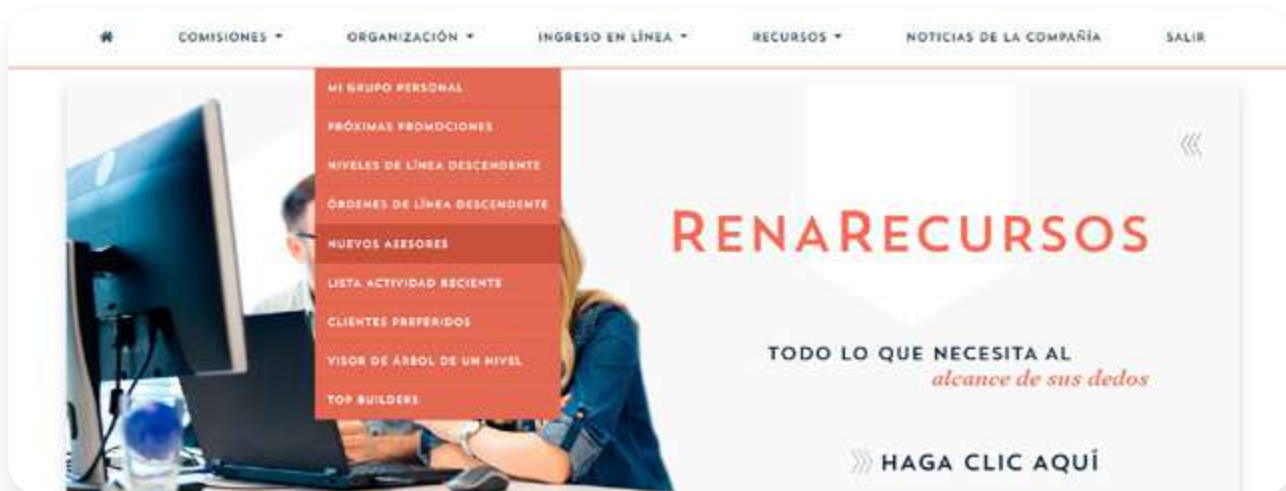 COMISIONES
ORGANIZACIÓN
INGRESO EN LÍNEA
RECURSOS
NOTICIAS DE LA COMPAÑÍA
SALIR
MI GRUPO PERSONAL
PRÓXIMAS PROMOCIONES
NIVELES DE LÍNEA DESCENDENTE
ÓRDENES DE LÍNEA DESCENDENTE
NUEVOS ASESORES
LISTA ACTIVIDAD RECIENTE
CLIENTES PREFERIDOS
VISOR DE ÁRBOL DE UN NIVEL
TOP BUILDERS
RENARECURSOS
TODO LO QUE NECESITA AL
alcance de sus dedos
HAGA CLIC AQUÍ